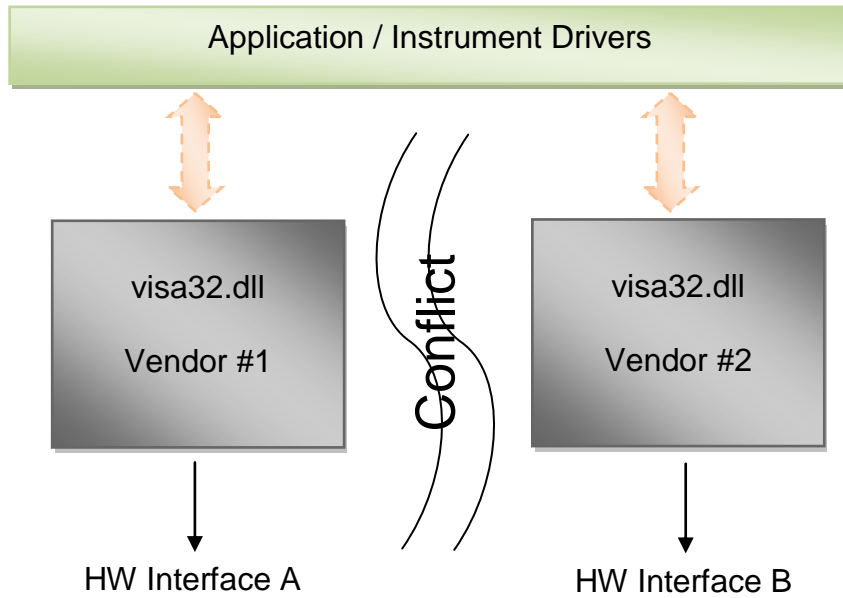 Application / Instrument Drivers
visa32.dll
Vendor #1
Conflict
visa32.dll
Vendor #2
HW Interface A
HW Interface B